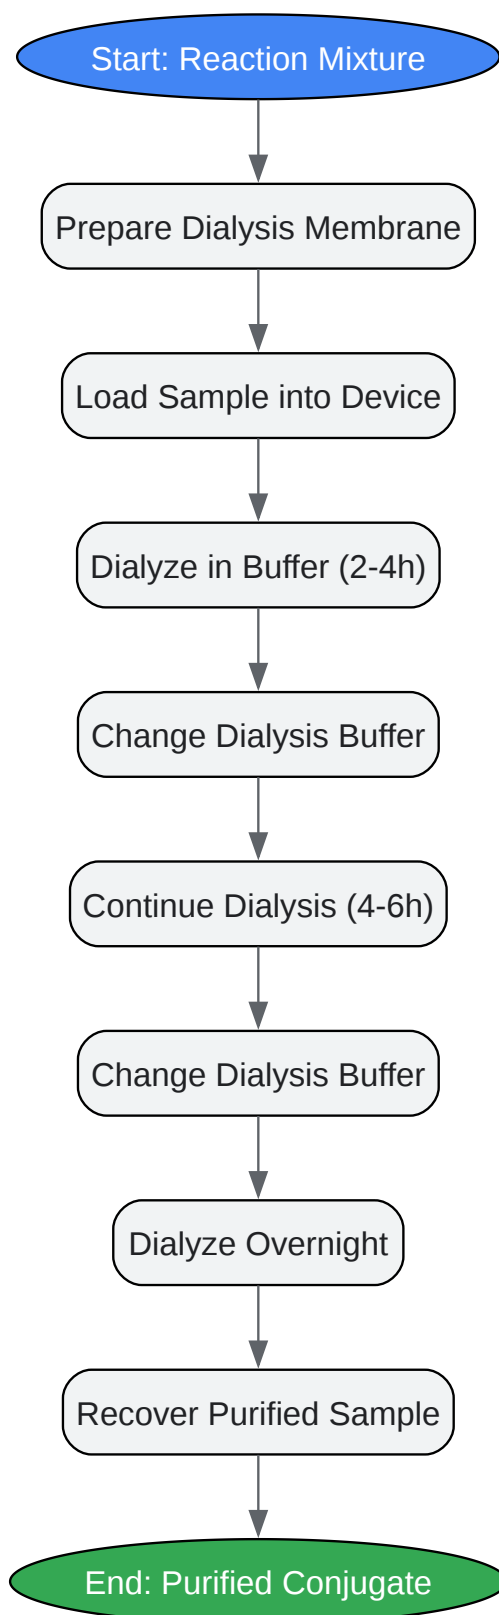 Start: Reaction Mixture
Prepare Dialysis Membrane
Load Sample into Device
Dialyze in Buffer (2-4h)
Change Dialysis Buffer
Continue Dialysis (4-6h)
Change Dialysis Buffer
Dialyze Overnight
Recover Purified Sample
End: Purified Conjugate